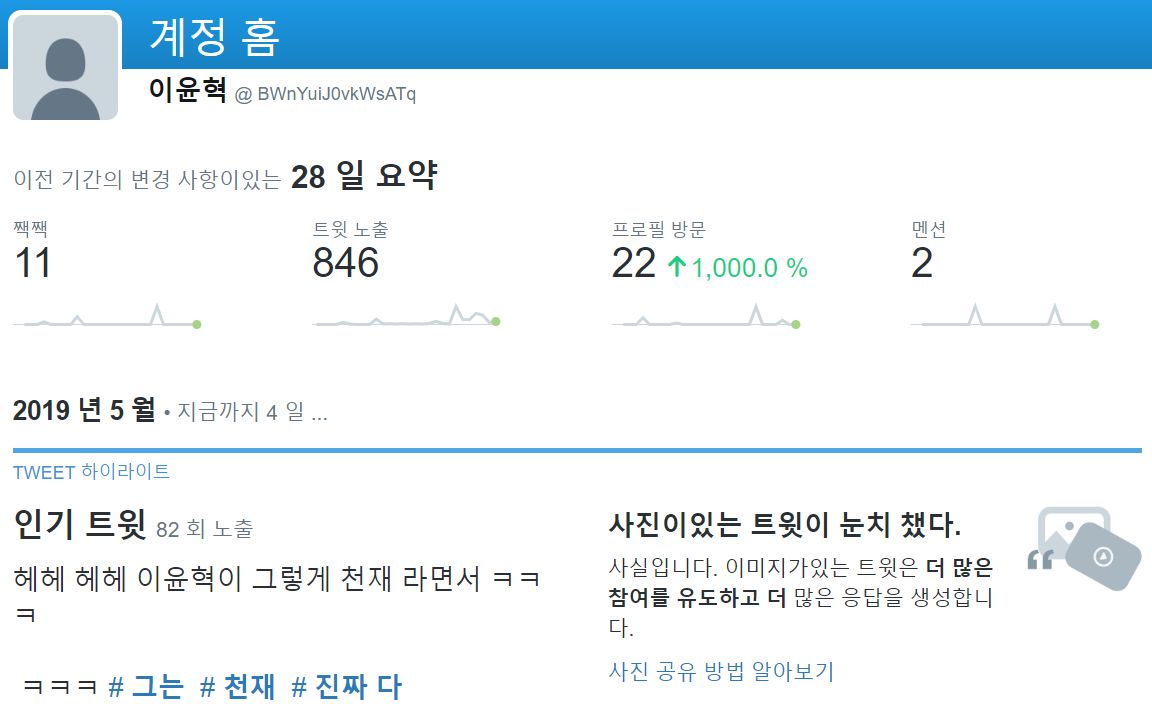 계정 홈
이윤혁 @ BWnYuiJ0vkWsATq
이전 기간의 변경 사항이있는 28 일 요약
짹짹
11
트윗 노출
846
프로필 방문
22 ↑1,000.0 %
멘션
2
2019 년 5 월 • 지금까지 4 일 ...
TWEET 하이라이트
인기 트윗 82 회 노출
헤헤 헤헤 이윤혁이 그렇게 천재 라면서 ㅋㅋ
ㅋ
ㅋㅋㅋ # 그는 # 천재 # 진짜 다
사진이있는 트윗이 눈치 챘다.
사실입니다. 이미지가있는 트윗은 더 많은
참여를 유도하고 더 많은 응답을 생성합니
다.
사진 공유 방법 알아보기